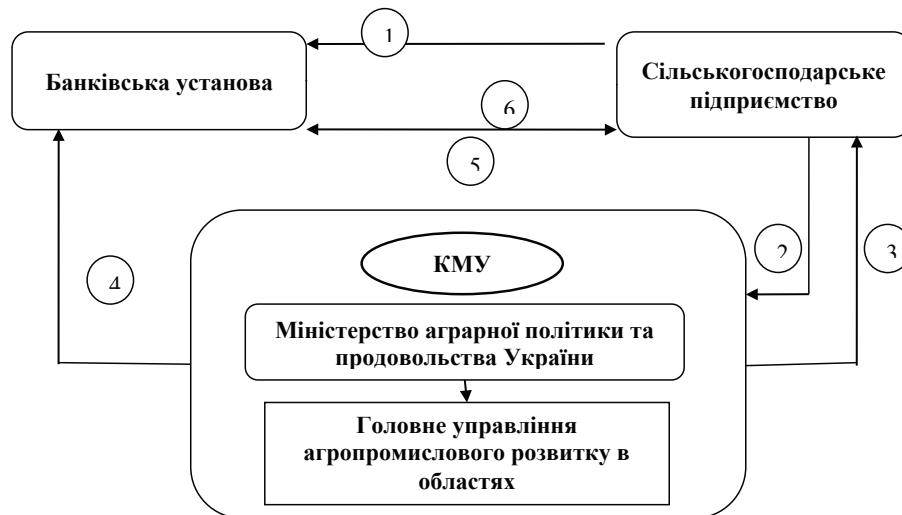 1
Банківська установа
Сільськогосподарське
підприємство
6
5
2
3
4
КМУ
Міністерство аграрної політики та
продовольства України
Головне управління
агропромислового розвитку в
областях